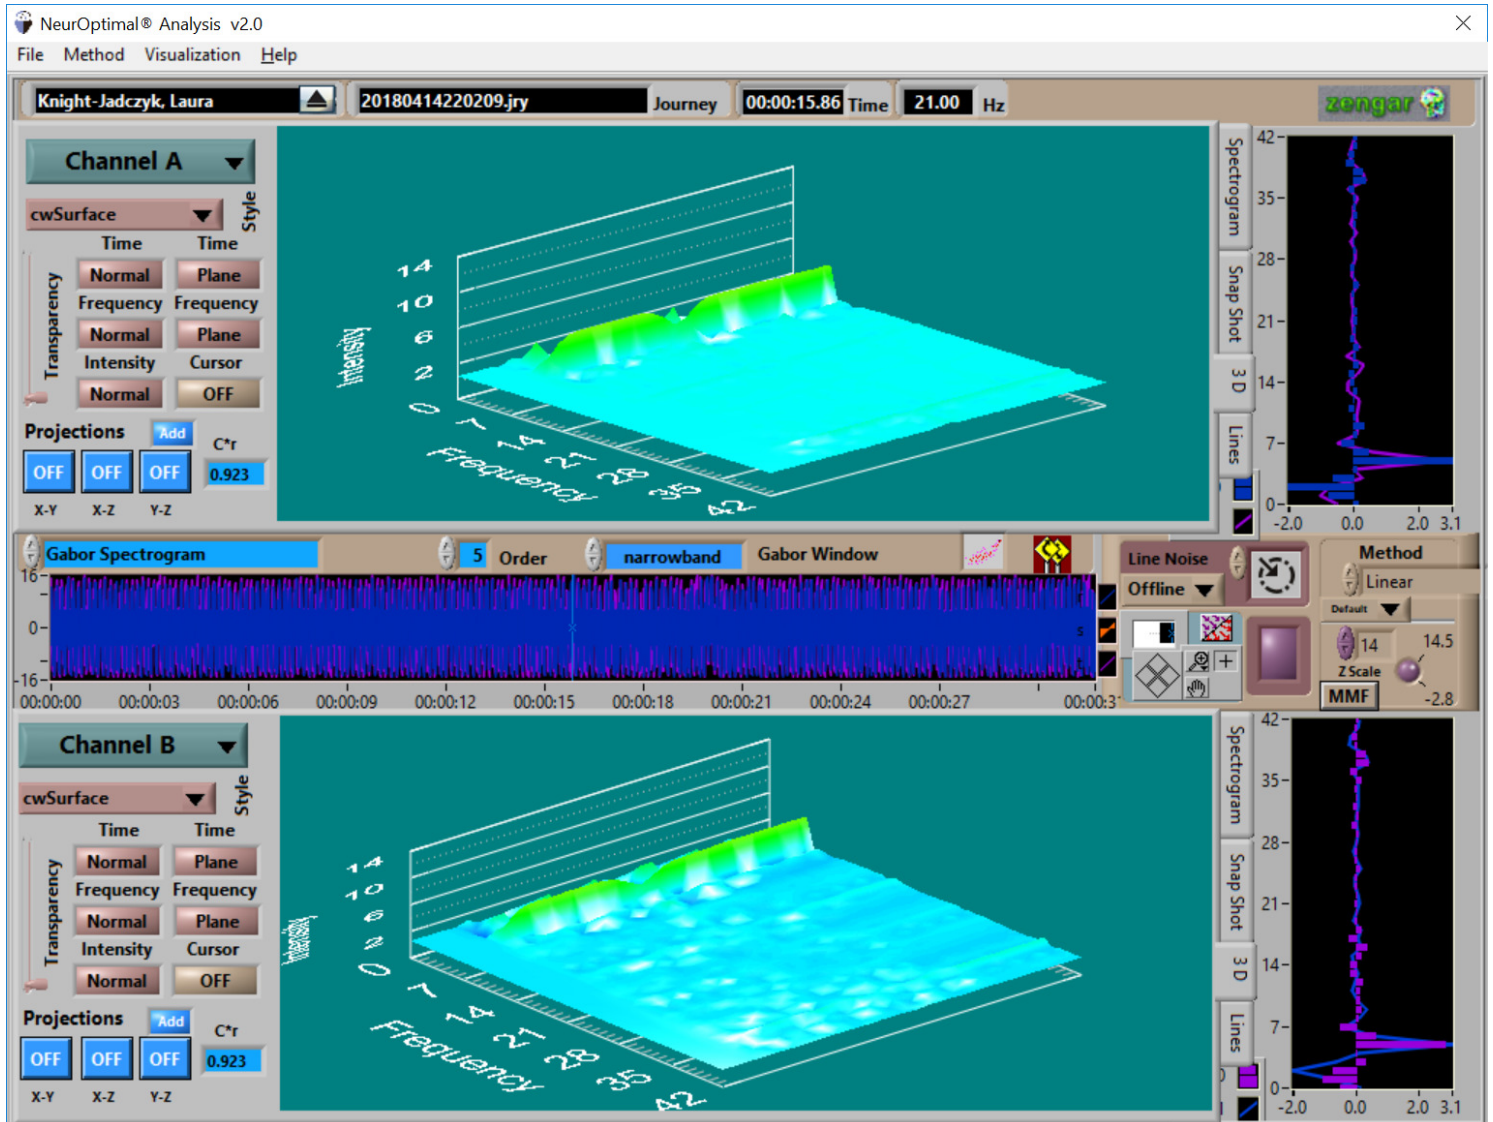 NeurOptimal® Analysis v2.0
File Method Visualization Help
Knight-Jadczyk, Laura 20180414220209.jry Journey 00:00:15.86 Time 21.00 Hz zengar
Channel A
cwSurface Style
Time Time
Normal Plane
Frequency Frequency
Normal Plane
Intensity Cursor
Normal OFF
Transparency
Projections Add C*r
OFF OFF OFF 0.923
X-Y X-Z Y-Z
14
10
6
2
Intensity
0 7 14 21 28 35 42
Frequency
Spectrogram
Snap Shot
3 D
Lines
42
35
28
21
14
7
0
-2.0 0.0 2.0 3.1
Gabor Spectrogram 5 Order narrowband Gabor Window
16
0
-16
00:00:00 00:00:03 00:00:06 00:00:09 00:00:12 00:00:15 00:00:18 00:00:21 00:00:24 00:00:27 00:00:3
Line Noise
Offline
Method
Linear
Default
14 14.5
Z Scale
MMF -2.8
Channel B
cwSurface Style
Time Time
Normal Plane
Frequency Frequency
Normal Plane
Intensity Cursor
Normal OFF
Transparency
Projections Add C*r
OFF OFF OFF 0.923
X-Y X-Z Y-Z
14
10
6
2
Intensity
0 7 14 21 28 35 42
Frequency
Spectrogram
Snap Shot
3 D
Lines
42
35
28
21
14
7
0
-2.0 0.0 2.0 3.1